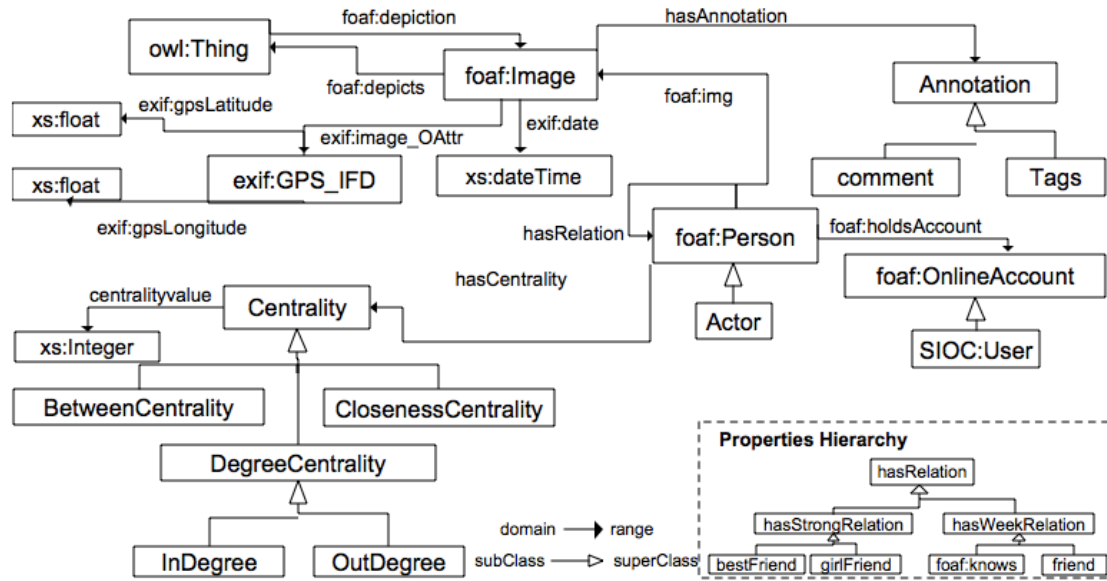 foaf:depiction
hasAnnotation
owl:Thing
foaf:Image
foaf:depicts
foaf:img
Annotation
exif:gpsLatitude
xs:float
exif:image_OAttr
exif:date
xs:float
exif:GPS_IFD
xs:dateTime
comment
Tags
exif:gpsLongitude
hasRelation
foaf:Person
foaf:holdsAccount
hasCentrality
foaf:OnlineAccount
centralityvalue
Centrality
Actor
xs:Integer
SIOC:User
BetweenCentrality
ClosenessCentrality
Properties Hierarchy
DegreeCentrality
hasRelation
domain
range
hasStrongRelation
hasWeekRelation
InDegree
OutDegree
subClass
superClass
bestFriend
girlFriend
foaf:knows
friend